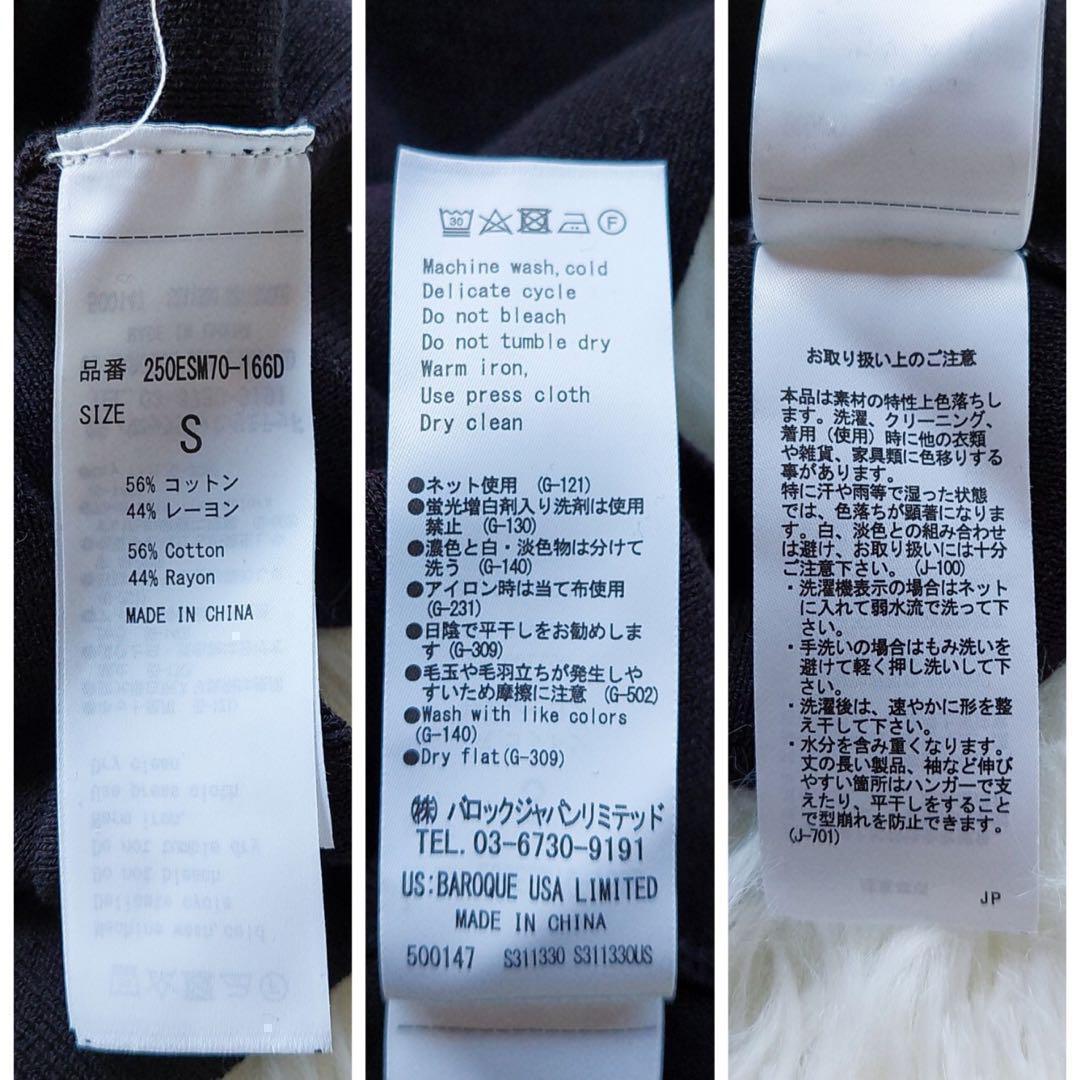 品番 250ESM70-166D
SIZE
S
56% コットン
44% レーヨン
56% Cotton
44% Rayon
MADE IN CHINA
30
F
Machine wash,cold
Delicate cycle
Do not bleach
Do not tumble dry
Warm iron,
Use press cloth
Dry clean
●ネット使用 (G-121)
●蛍光増白剤入り洗剤は使用
禁止 (G-130)
●濃色と白・淡色物は分けて
洗う (G-140)
●アイロン時は当て布使用
(G-231)
●日陰で平干しをお勧めしま
す (G-309)
●毛玉や毛羽立ちが発生しや
すいため摩擦に注意 (G-502)
●Wash with like colors
(G-140)
●Dry flat(G-309)
(株) バロックジャパンリミテッド
TEL. 03-6730-9191
US:BAROQUE USA LIMITED
MADE IN CHINA
500147 S311330 S311330US
お取り扱い上のご注意
本品は素材の特性上色落ちし
ます。洗濯、クリーニング、
着用（使用）時に他の衣類
や雑貨、家具類に色移りする
事があります。
特に汗や雨等で湿った状態
では、色落ちが顕著になりま
す。白、淡色との組み合わせ
は避け、お取り扱いには十分
ご注意下さい。(J-100)
・洗濯機表示の場合はネット
に入れて弱水流で洗って下
さい。
・手洗いの場合はもみ洗いを
避けて軽く押し洗いして下
さい。
・洗濯後は、速やかに形を整
え干して下さい。
・水分を含み重くなります。
丈の長い製品、袖など伸び
やすい箇所はハンガーで支
えたり、平干しをすること
で型崩れを防止できます。
(J-701)
JP